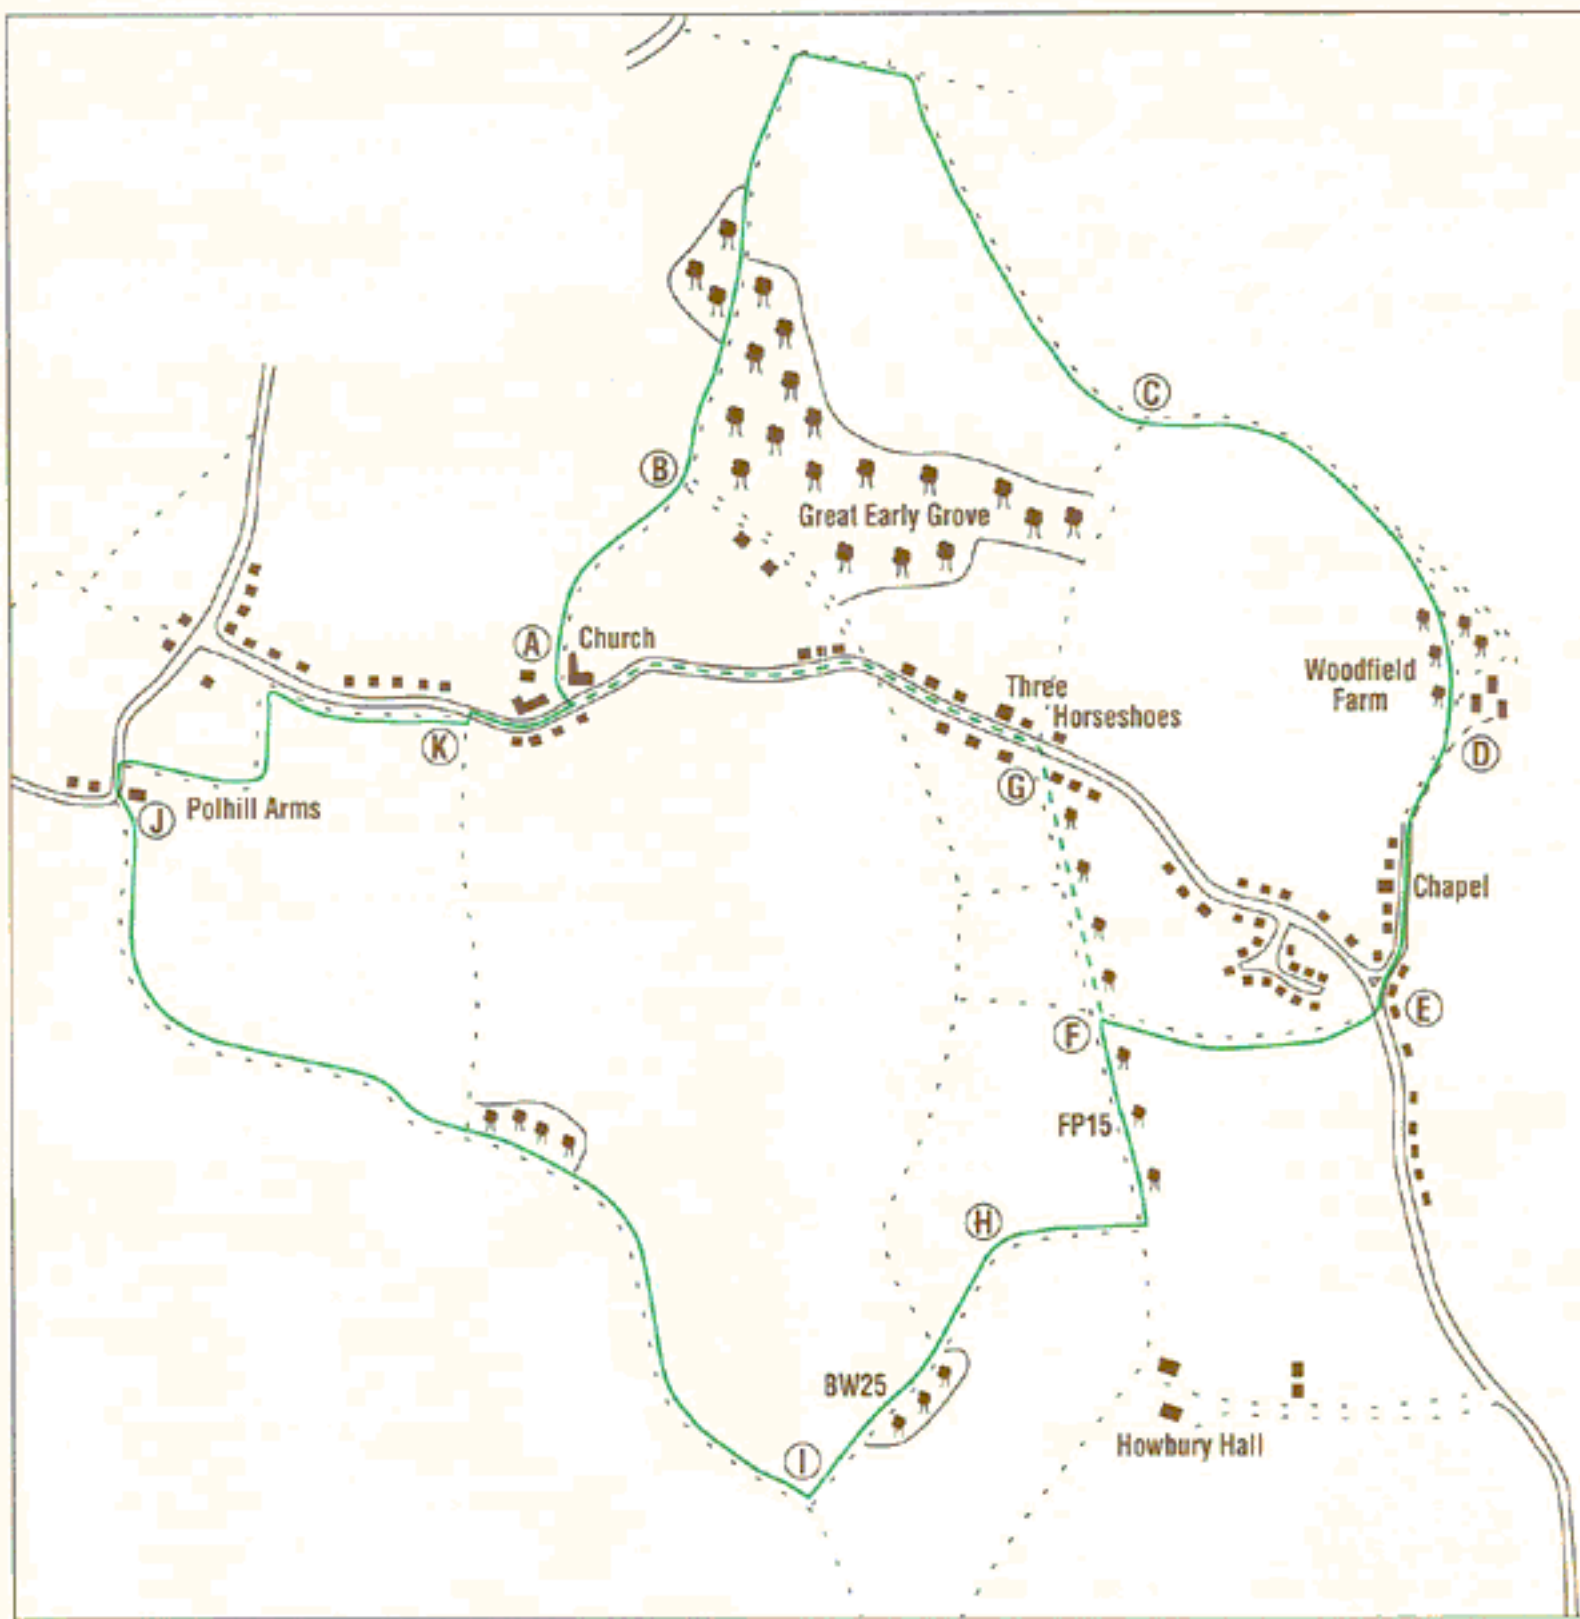 C
B
Great Early Grove
A
Church
Woodfield
Farm
Three
Horseshoes
K
D
G
J
Polhill Arms
Chapel
E
F
FP15
H
BW25
I
Howbury Hall